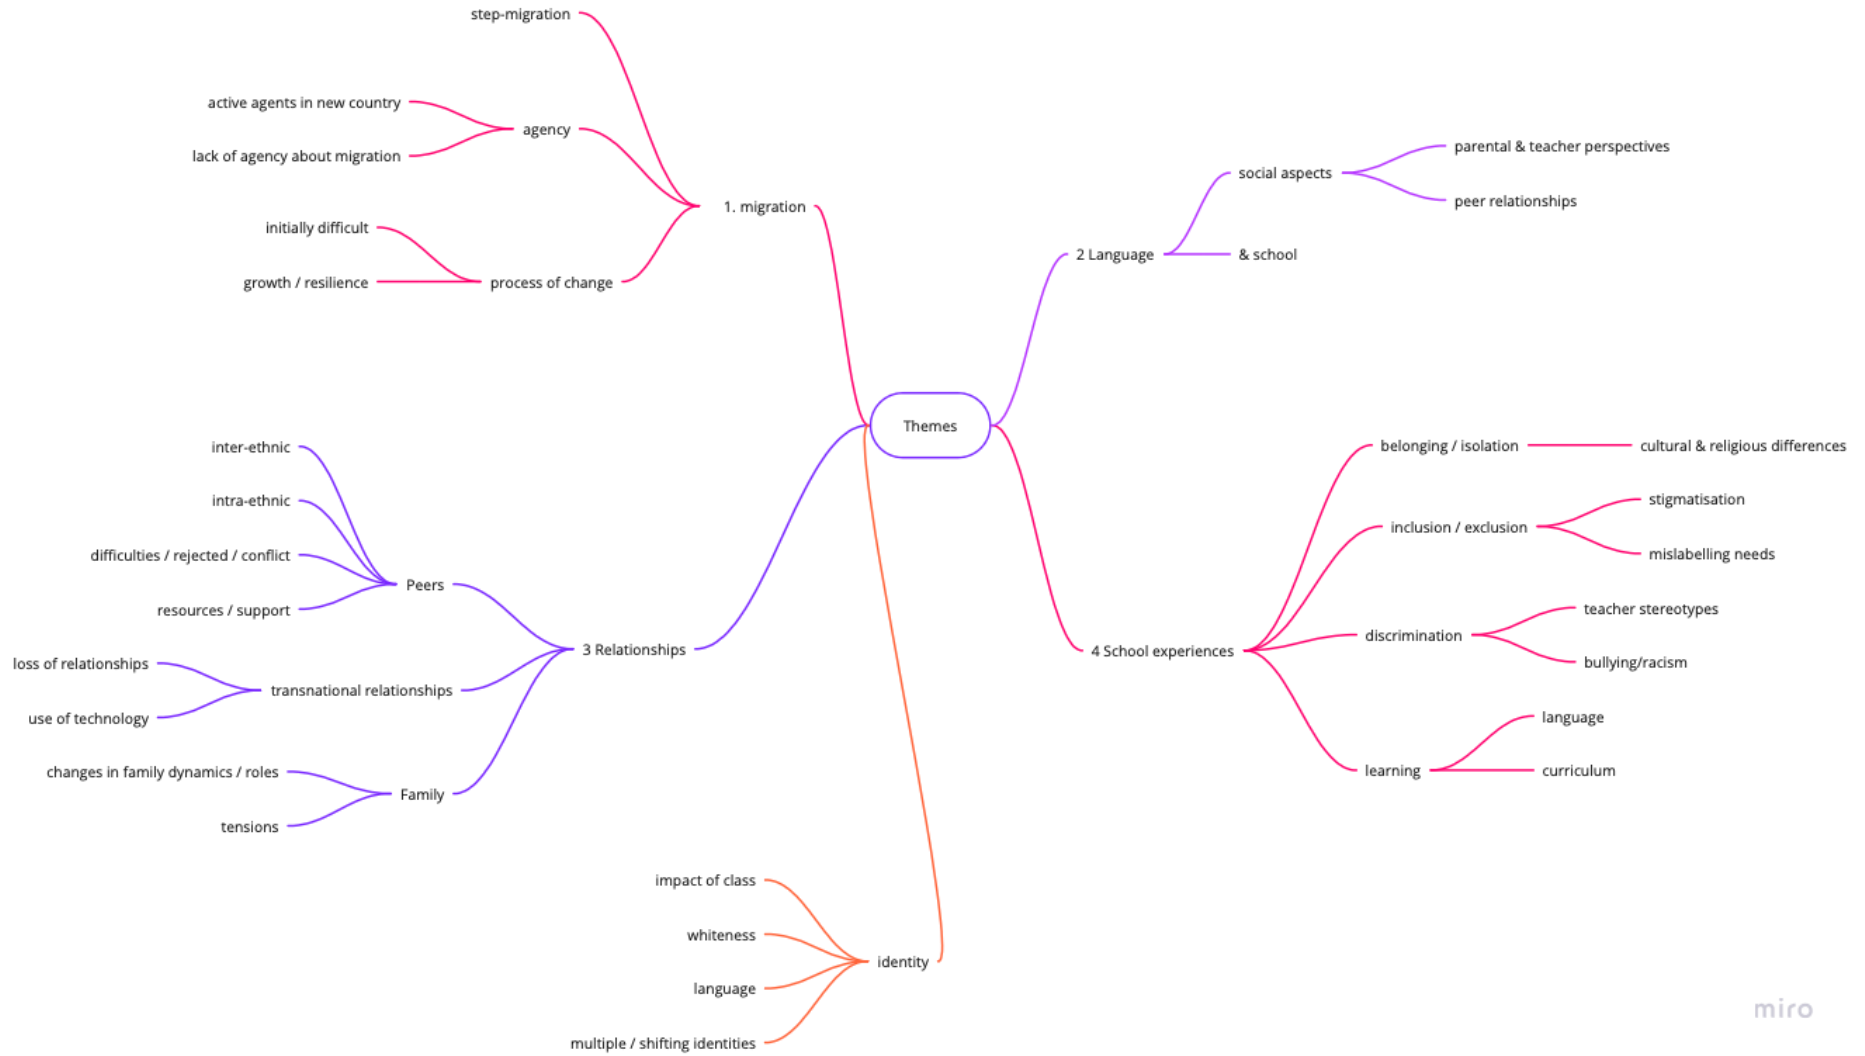 step-migration
active agents in new country
agency
lack of agency about migration
1. migration
initially difficult
growth / resilience
process of change
parental & teacher perspectives
social aspects
peer relationships
2 Language
& school
Themes
inter-ethnic
intra-ethnic
difficulties / rejected / conflict
Peers
resources / support
3 Relationships
loss of relationships
transnational relationships
use of technology
changes in family dynamics / roles
Family
tensions
belonging / isolation
cultural & religious differences
stigmatisation
inclusion / exclusion
mislabelling needs
teacher stereotypes
discrimination
bullying/racism
4 School experiences
language
learning
curriculum
impact of class
whiteness
identity
language
multiple / shifting identities
miro